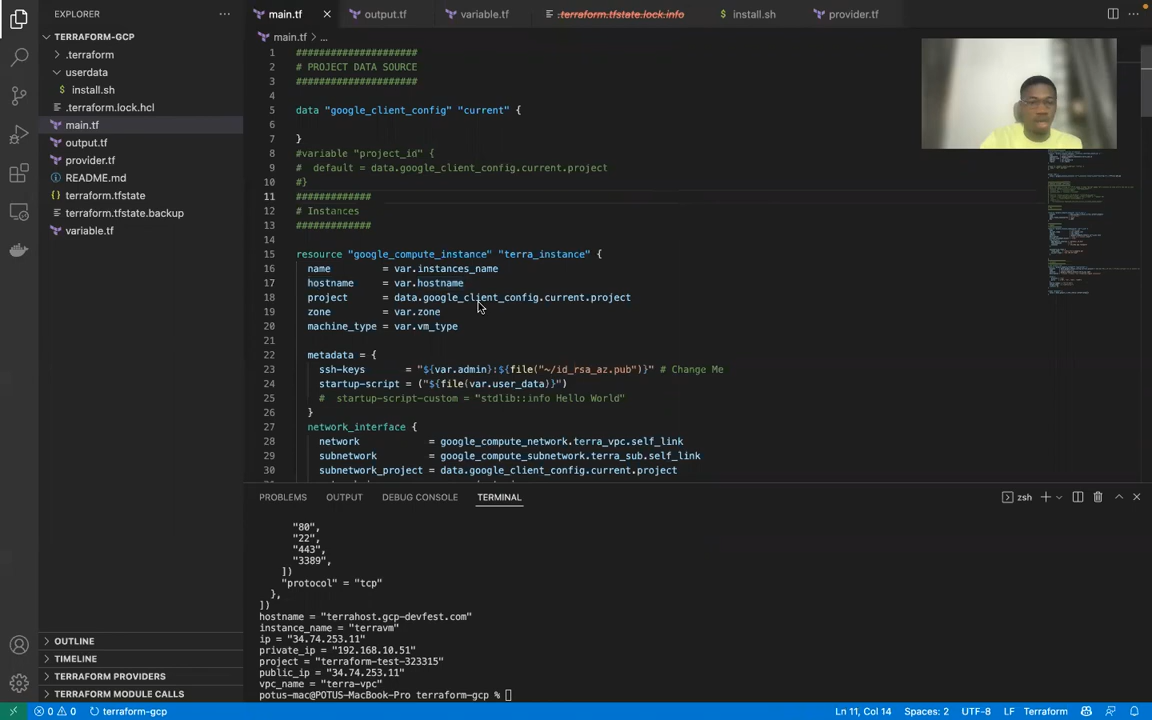 EXPLORER
TERRAFORM-GCP
.terraform
userdata
install.sh
.terraform.lock.hcl
main.tf
output.tf
provider.tf
README.md
terraform.tfstate
terraform.tfstate.backup
variable.tf
OUTLINE
TIMELINE
TERRAFORM PROVIDERS
TERRAFORM MODULE CALLS
main.tf output.tf variable.tf .terraform.tfstate.lock.info install.sh provider.tf
main.tf > ...
1 #####################
2 # PROJECT DATA SOURCE
3 #####################
4
5 data "google_client_config" "current" {
6
7 }
8 #variable "project_id" {
9 #  default = data.google_client_config.current.project
10 #}
11 #############
12 # Instances
13 #############
14
15 resource "google_compute_instance" "terra_instance" {
16   name         = var.instances_name
17   hostname     = var.hostname
18   project      = data.google_client_config.current.project
19   zone         = var.zone
20   machine_type = var.vm_type
21
22   metadata = {
23     ssh-keys       = "${var.admin}:${file("~/id_rsa_az.pub")}" # Change Me
24     startup-script = ("${file(var.user_data)}")
25     #  startup-script-custom = "stdlib::info Hello World"
26   }
27   network_interface {
28     network            = google_compute_network.terra_vpc.self_link
29     subnetwork         = google_compute_subnetwork.terra_sub.self_link
30     subnetwork_project = data.google_client_config.current.project
PROBLEMS OUTPUT DEBUG CONSOLE TERMINAL
zsh
"80",
"22",
"443",
"3389",
])
"protocol" = "tcp"
},
])
hostname = "terrahost.gcp-devfest.com"
instance_name = "terravm"
ip = "34.74.253.11"
private_ip = "192.168.10.51"
project = "terraform-test-323315"
public_ip = "34.74.253.11"
vpc_name = "terra-vpc"
potus-mac@POTUS-MacBook-Pro terraform-gcp %
0 0 terraform-gcp Ln 11, Col 14 Spaces: 2 UTF-8 LF Terraform